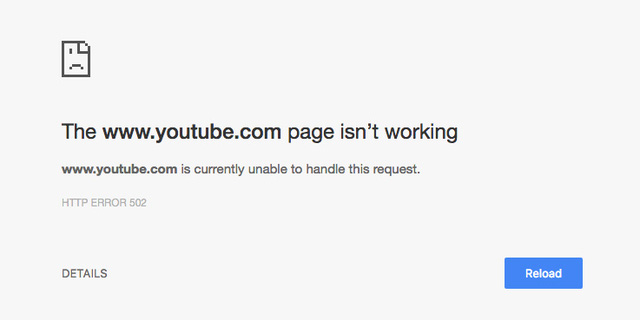 The www.youtube.com page isn’t working
www.youtube.com is currently unable to handle this request.
HTTP ERROR 502
DETAILS
Reload